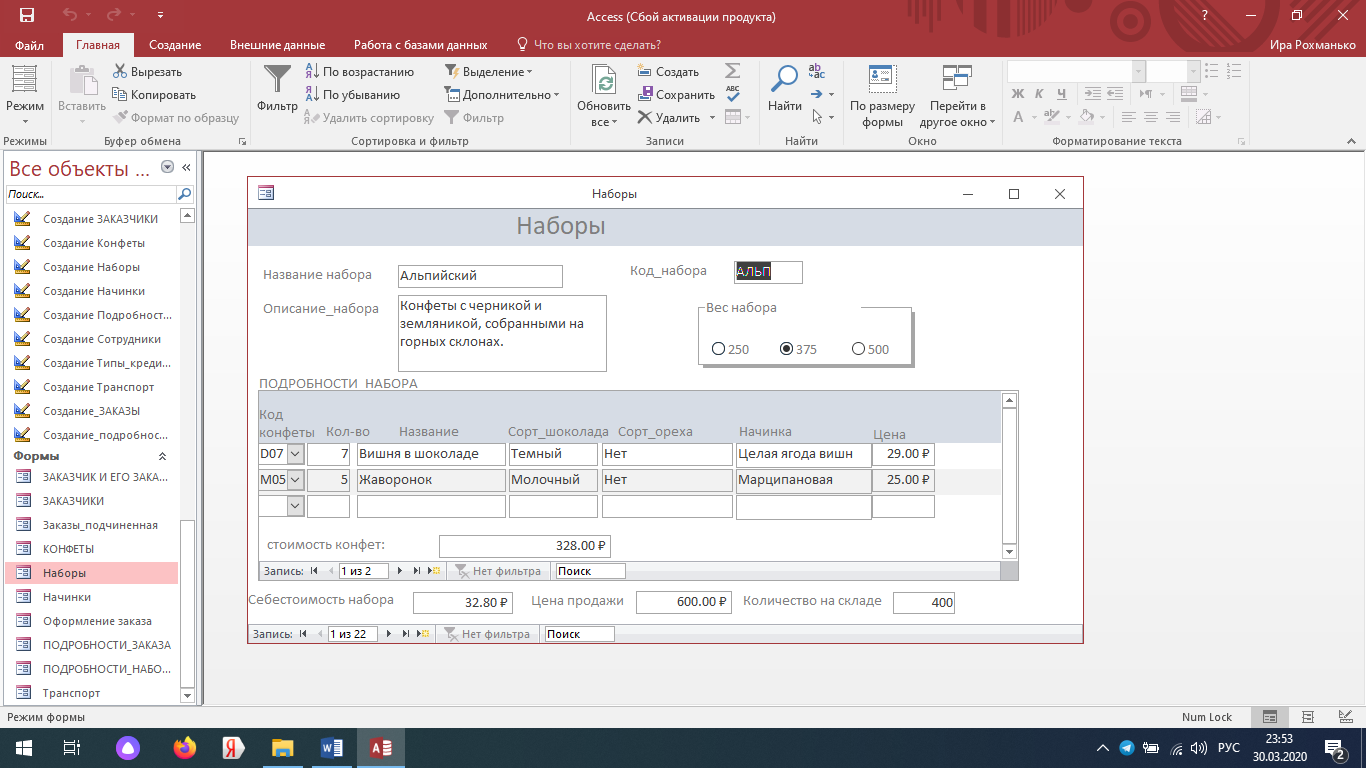 Access (Сбой активации продукта)
?
Файл Главная Создание Внешние данные Работа с базами данных Что вы хотите сделать? Ира Рохманько
Режим
Режимы
Вставить
Вырезать
Копировать
Формат по образцу
Буфер обмена
Фильтр
По возрастанию
По убыванию
Удалить сортировку
Выделение
Дополнительно
Фильтр
Сортировка и фильтр
Обновить
все
Создать
Сохранить
Удалить
Записи
Найти
Найти
По размеру
формы
Перейти в
другое окно
Окно
Ж К Ч
А
Форматирование текста
Все объекты ...
Поиск...
Создание ЗАКАЗЧИКИ
Создание Конфеты
Создание Наборы
Создание Начинки
Создание Подробност...
Создание Сотрудники
Создание Типы_креди...
Создание Транспорт
Создание_ЗАКАЗЫ
Создание_подробнос...
Формы
ЗАКАЗЧИК И ЕГО ЗАКА...
ЗАКАЗЧИКИ
Заказы_подчиненная
КОНФЕТЫ
Наборы
Начинки
Оформление заказа
ПОДРОБНОСТИ_ЗАКАЗА
ПОДРОБНОСТИ_НАБО...
Транспорт
Наборы
Наборы
Название набора Альпийский Код_набора АЛЬП
Описание_набора Конфеты с черникой и
земляникой, собранными на
горных склонах.
Вес набора
250 375 500
ПОДРОБНОСТИ_НАБОРА
Код
конфеты Кол-во Название Сорт_шоколада Сорт_ореха Начинка Цена
D07 7 Вишня в шоколаде Темный Нет Целая ягода вишн 29.00 ₽
M05 5 Жаворонок Молочный Нет Марципановая 25.00 ₽
стоимость конфет: 328.00 ₽
Запись: 1 из 2 Нет фильтра Поиск
Себестоимость набора 32.80 ₽ Цена продажи 600.00 ₽ Количество на складе 400
Запись: 1 из 22 Нет фильтра Поиск
Режим формы Num Lock
РУС 23:53
30.03.2020
2